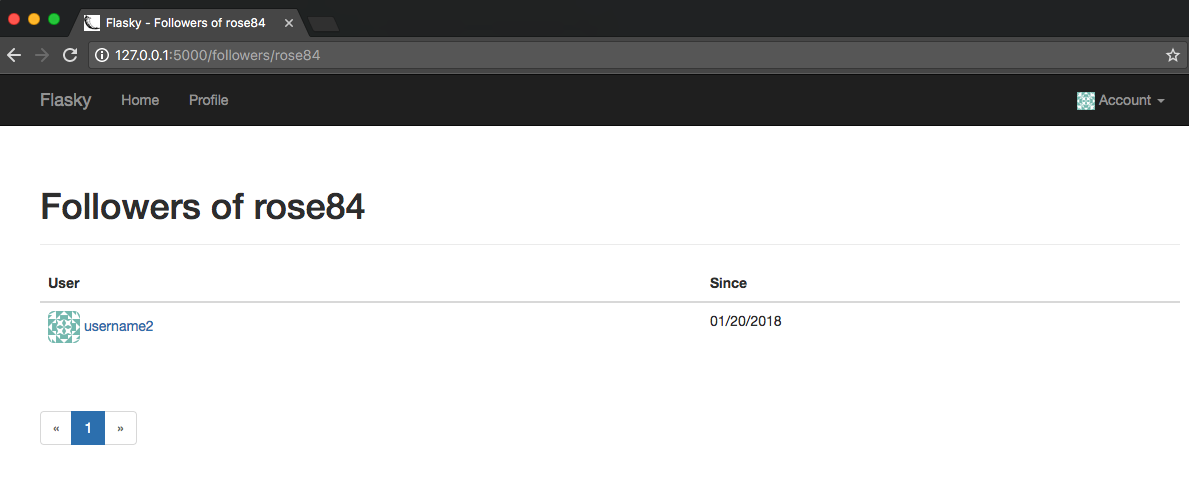 Flasky - Followers of rose84
127.0.0.1:5000/followers/rose84
Flasky Home Profile Account
Followers of rose84
User Since
username2 01/20/2018
« 1 »